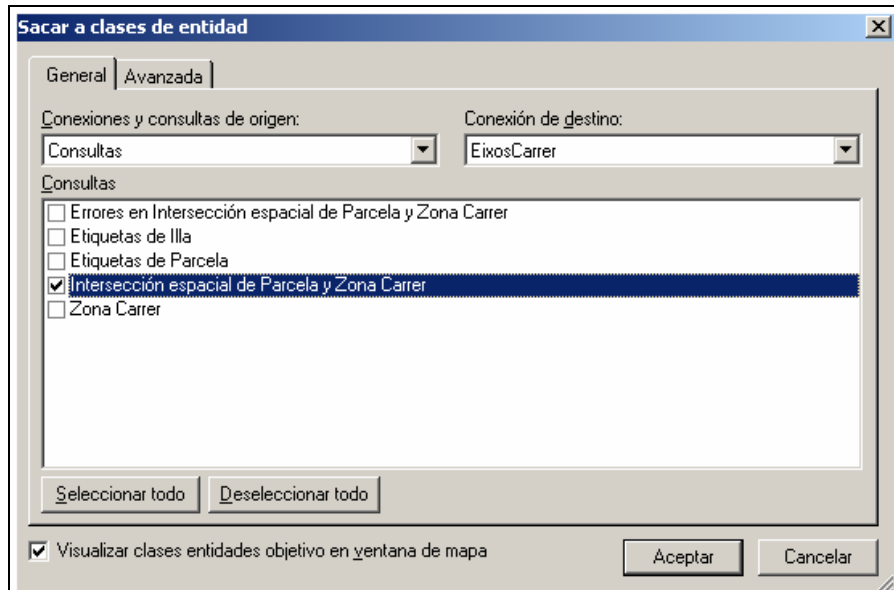 Sacar a clases de entidad
General Avanzada
Conexiones y consultas de origen: Conexión de destino:
Consultas EixosCarrer
Consultas
Errores en Intersección espacial de Parcela y Zona Carrer
Etiquetas de Illa
Etiquetas de Parcela
Intersección espacial de Parcela y Zona Carrer
Zona Carrer
Seleccionar todo Deseleccionar todo
Visualizar clases entidades objetivo en ventana de mapa Aceptar Cancelar